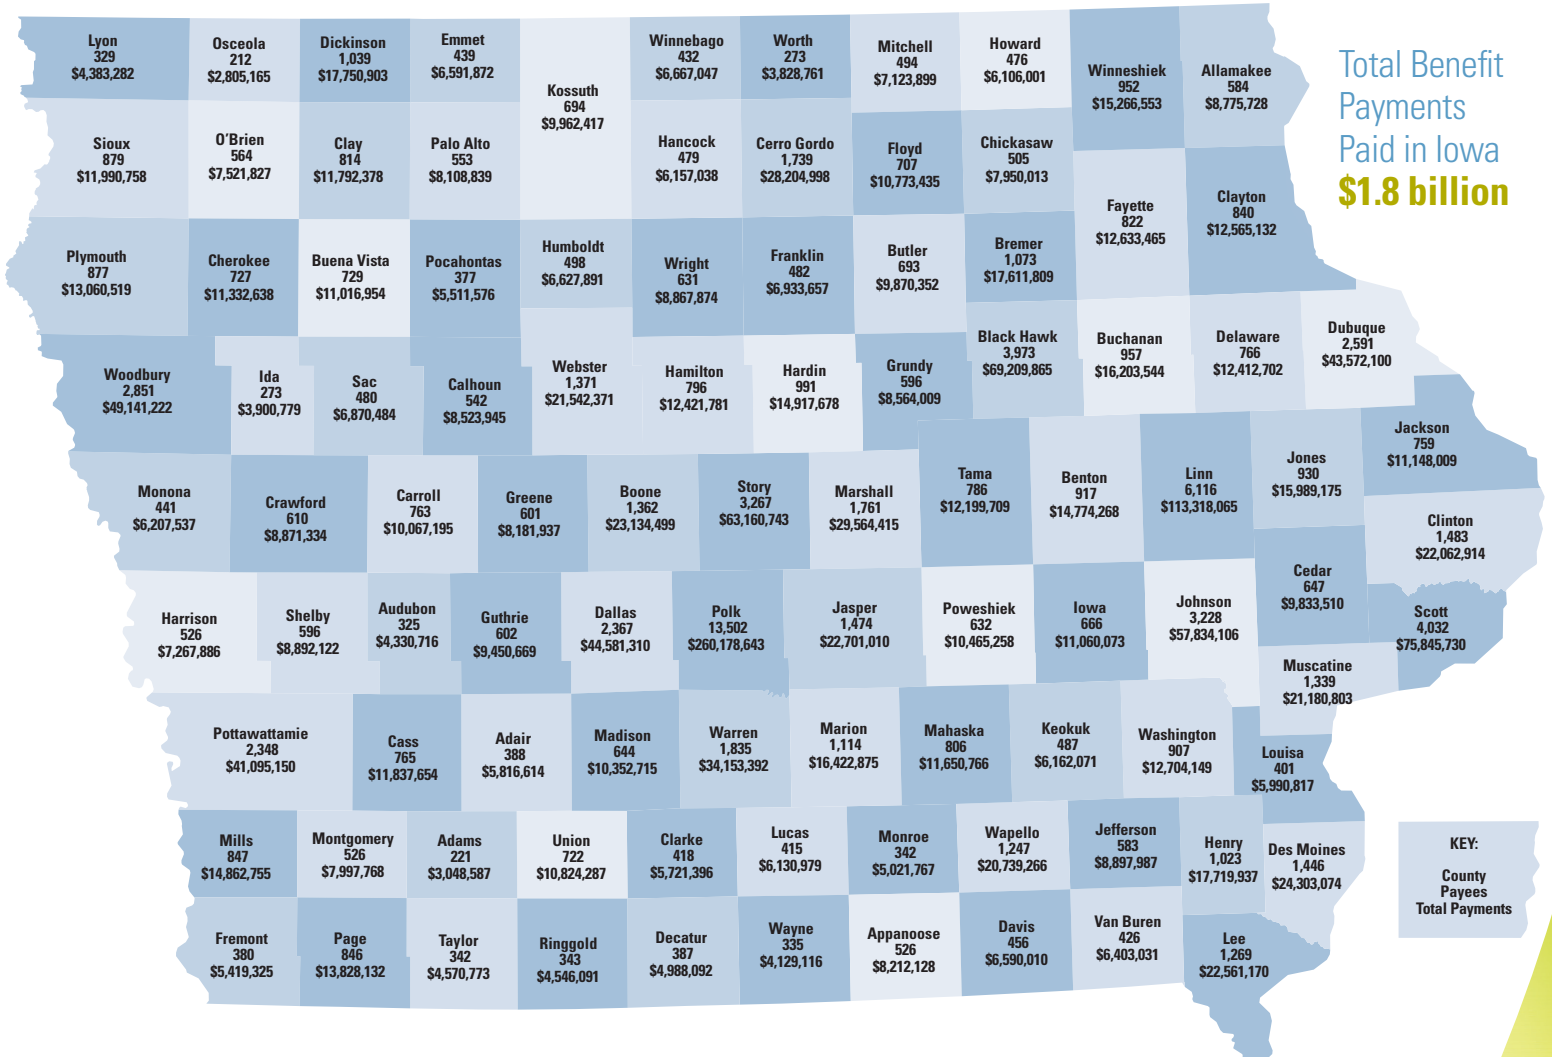 Lyon
329
$4,383,282
Osceola
212
$2,805,165
Dickinson
1,039
$17,750,903
Emmet
439
$6,591,872
Kossuth
694
$9,962,417
Winnebago
432
$6,667,047
Worth
273
$3,828,761
Mitchell
494
$7,123,899
Howard
476
$6,106,001
Winneshiek
952
$15,266,553
Allamakee
584
$8,775,728
Total Benefit
Payments
Paid in Iowa
$1.8 billion
Sioux
879
$11,990,758
O'Brien
564
$7,521,827
Clay
814
$11,792,378
Palo Alto
553
$8,108,839
Hancock
479
$6,157,038
Cerro Gordo
1,739
$28,204,998
Floyd
707
$10,773,435
Chickasaw
505
$7,950,013
Fayette
822
$12,633,465
Clayton
840
$12,565,132
Plymouth
877
$13,060,519
Cherokee
727
$11,332,638
Buena Vista
729
$11,016,954
Pocahontas
377
$5,511,576
Humboldt
498
$6,627,891
Wright
631
$8,867,874
Franklin
482
$6,933,657
Butler
693
$9,870,352
Bremer
1,073
$17,611,809
Woodbury
2,851
$49,141,222
Ida
273
$3,900,779
Sac
480
$6,870,484
Calhoun
542
$8,523,945
Webster
1,371
$21,542,371
Hamilton
796
$12,421,781
Hardin
991
$14,917,678
Grundy
596
$8,564,009
Black Hawk
3,973
$69,209,865
Buchanan
957
$16,203,544
Delaware
766
$12,412,702
Dubuque
2,591
$43,572,100
Monona
441
$6,207,537
Crawford
610
$8,871,334
Carroll
763
$10,067,195
Greene
601
$8,181,937
Boone
1,362
$23,134,499
Story
3,267
$63,160,743
Marshall
1,761
$29,564,415
Tama
786
$12,199,709
Benton
917
$14,774,268
Linn
6,116
$113,318,065
Jones
930
$15,989,175
Jackson
759
$11,148,009
Clinton
1,483
$22,062,914
Harrison
526
$7,267,886
Shelby
596
$8,892,122
Audubon
325
$4,330,716
Guthrie
602
$9,450,669
Dallas
2,367
$44,581,310
Polk
13,502
$260,178,643
Jasper
1,474
$22,701,010
Poweshiek
632
$10,465,258
Iowa
666
$11,060,073
Johnson
3,228
$57,834,106
Cedar
647
$9,833,510
Scott
4,032
$75,845,730
Muscatine
1,339
$21,180,803
Pottawattamie
2,348
$41,095,150
Cass
765
$11,837,654
Adair
388
$5,816,614
Madison
644
$10,352,715
Warren
1,835
$34,153,392
Marion
1,114
$16,422,875
Mahaska
806
$11,650,766
Keokuk
487
$6,162,071
Washington
907
$12,704,149
Louisa
401
$5,990,817
Mills
847
$14,862,755
Montgomery
526
$7,997,768
Adams
221
$3,048,587
Union
722
$10,824,287
Clarke
418
$5,721,396
Lucas
415
$6,130,979
Monroe
342
$5,021,767
Wapello
1,247
$20,739,266
Jefferson
583
$8,897,987
Henry
1,023
$17,719,937
Des Moines
1,446
$24,303,074
KEY:
County
Payees
Total Payments
Fremont
380
$5,419,325
Page
846
$13,828,132
Taylor
342
$4,570,773
Ringgold
343
$4,546,091
Decatur
387
$4,988,092
Wayne
335
$4,129,116
Appanoose
526
$8,212,128
Davis
456
$6,590,010
Van Buren
426
$6,403,031
Lee
1,269
$22,561,170